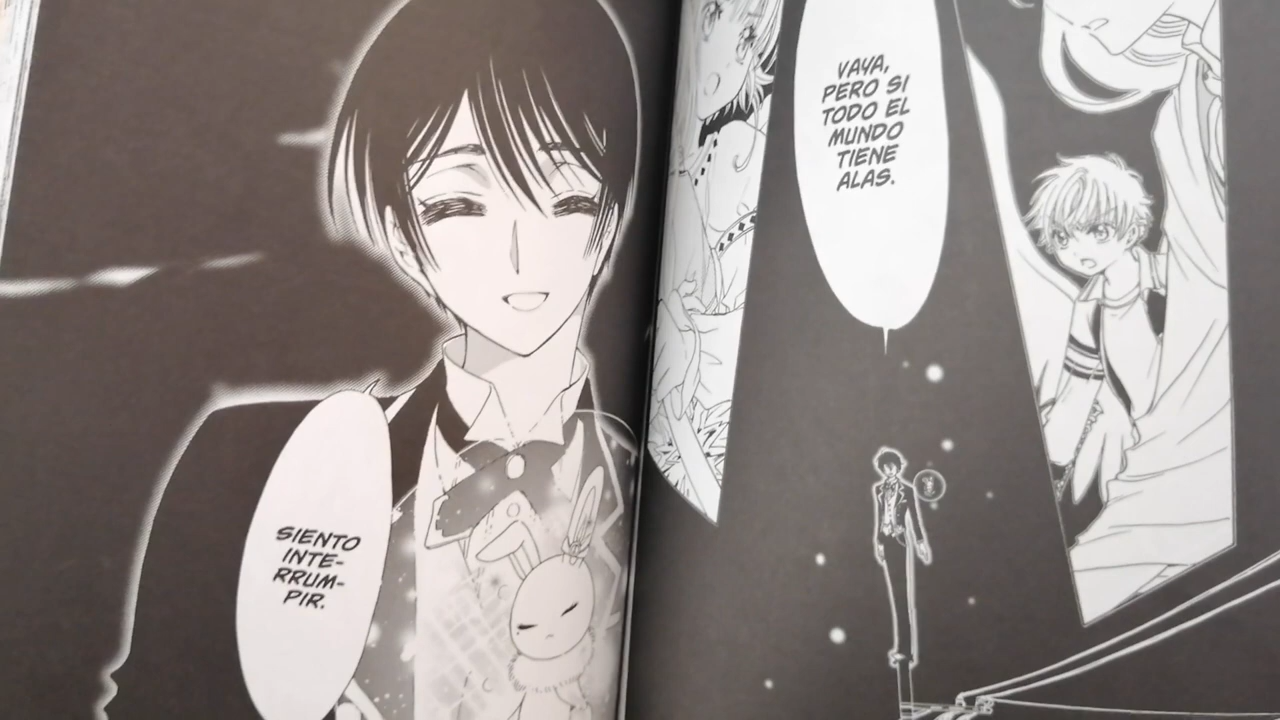 SIENTO
INTE-
RRUM-
PIR.
VAYA,
PERO SI
TODO EL
MUNDO
TIENE
ALAS.